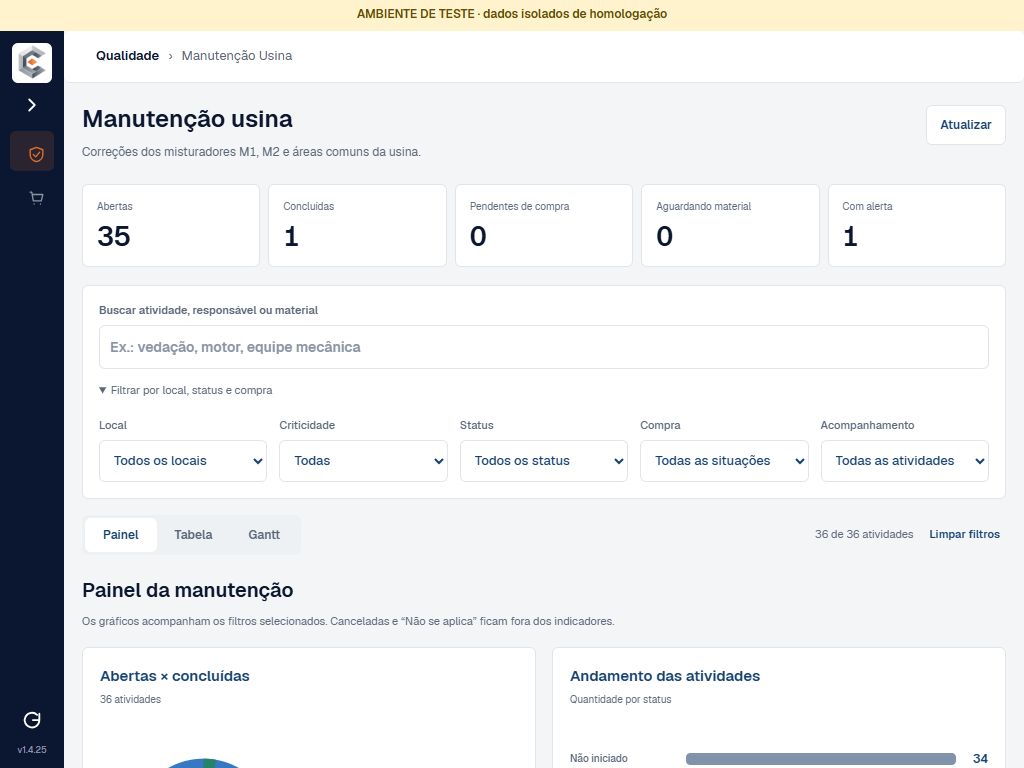 AMBIENTE DE TESTE · dados isolados de homologação
Qualidade › Manutenção Usina
Manutenção usina
Atualizar
Correções dos misturadores M1, M2 e áreas comuns da usina.
Abertas
35
Concluídas
1
Pendentes de compra
0
Aguardando material
0
Com alerta
1
Buscar atividade, responsável ou material
Ex.: vedação, motor, equipe mecânica
▼ Filtrar por local, status e compra
Local
Todos os locais
Criticidade
Todas
Status
Todos os status
Compra
Todas as situações
Acompanhamento
Todas as atividades
Painel
Tabela
Gantt
36 de 36 atividades
Limpar filtros
Painel da manutenção
Os gráficos acompanham os filtros selecionados. Canceladas e “Não se aplica” ficam fora dos indicadores.
Abertas × concluídas
36 atividades
Andamento das atividades
Quantidade por status
Não iniciado
34
v1.4.25